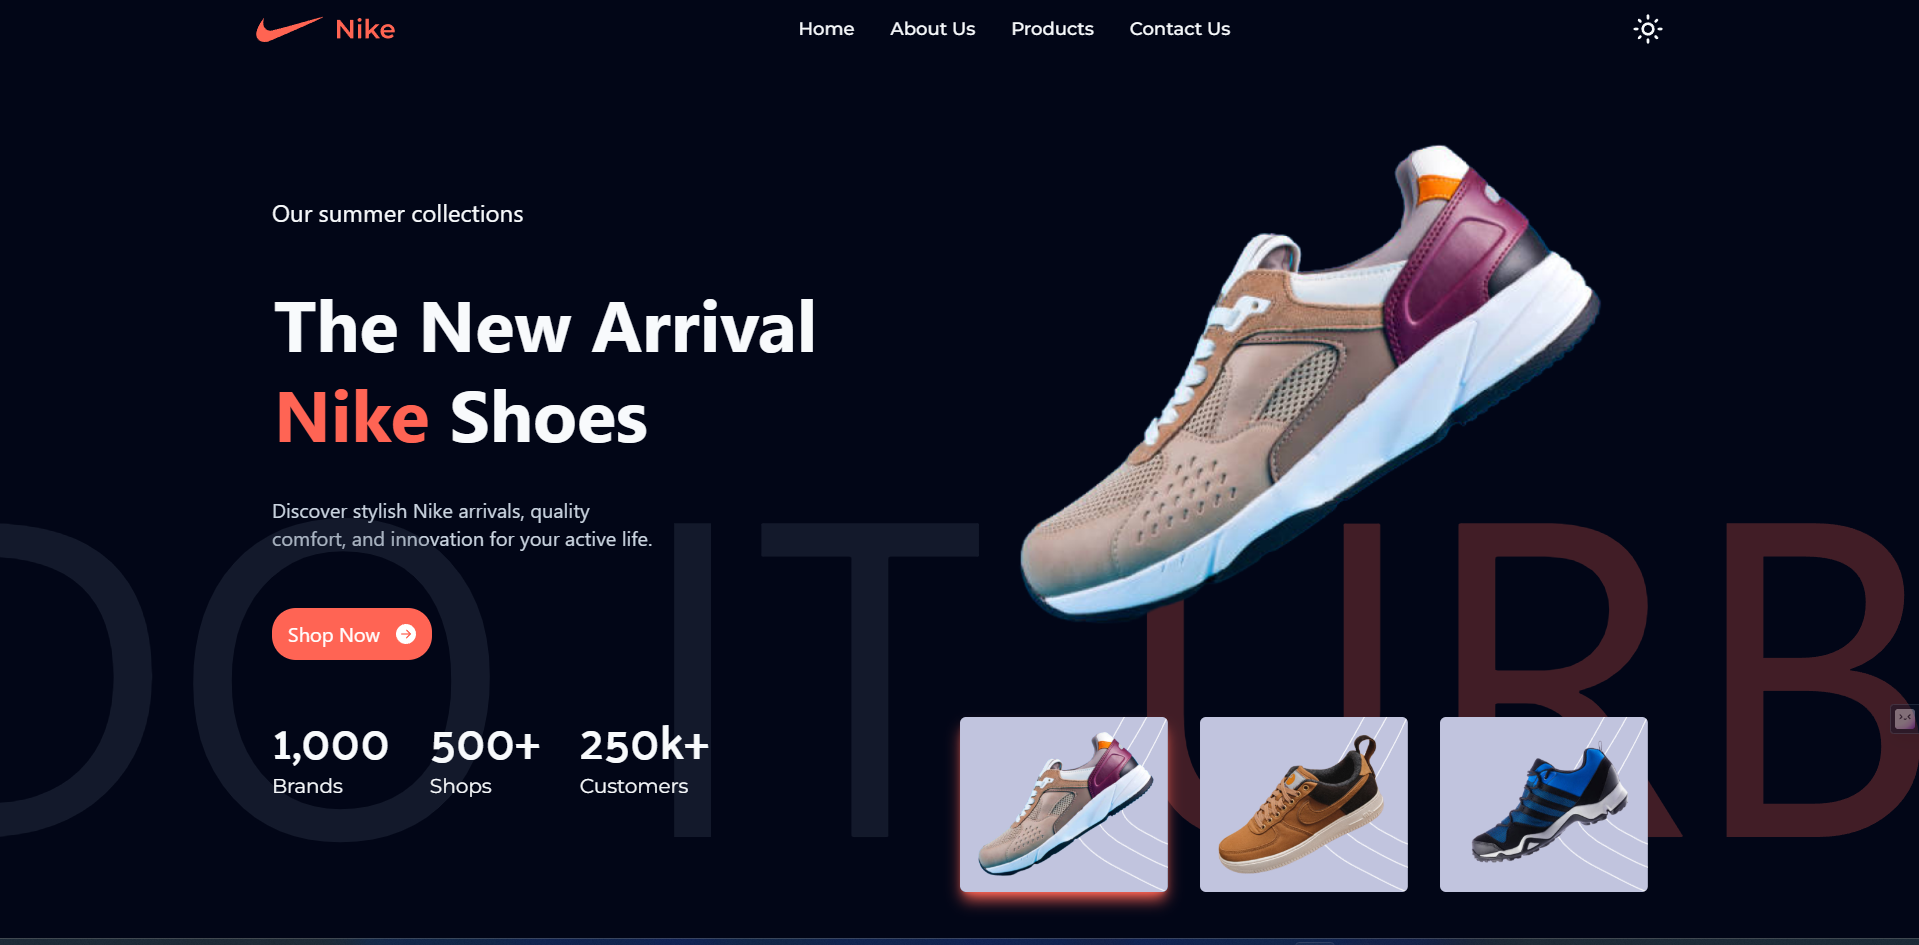 Nike
Home
About Us
Products
Contact Us
Our summer collections
The New Arrival
Nike Shoes
Discover stylish Nike arrivals, quality
comfort, and innovation for your active life.
Shop Now
DO IT URB
1,000
Brands
500+
Shops
250k+
Customers